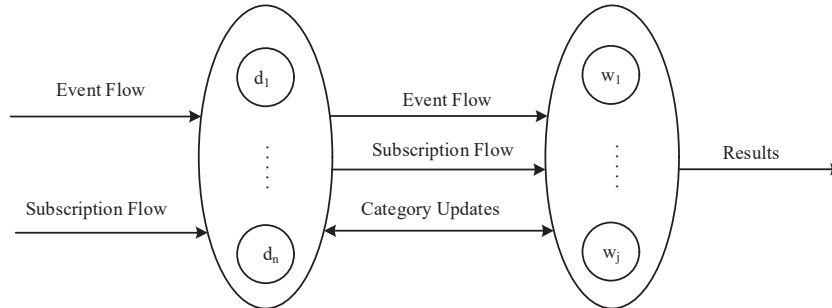 Event Flow
Subscription Flow
d1
⋮
dn
Event Flow
Subscription Flow
Category Updates
w1
⋮
wj
Results